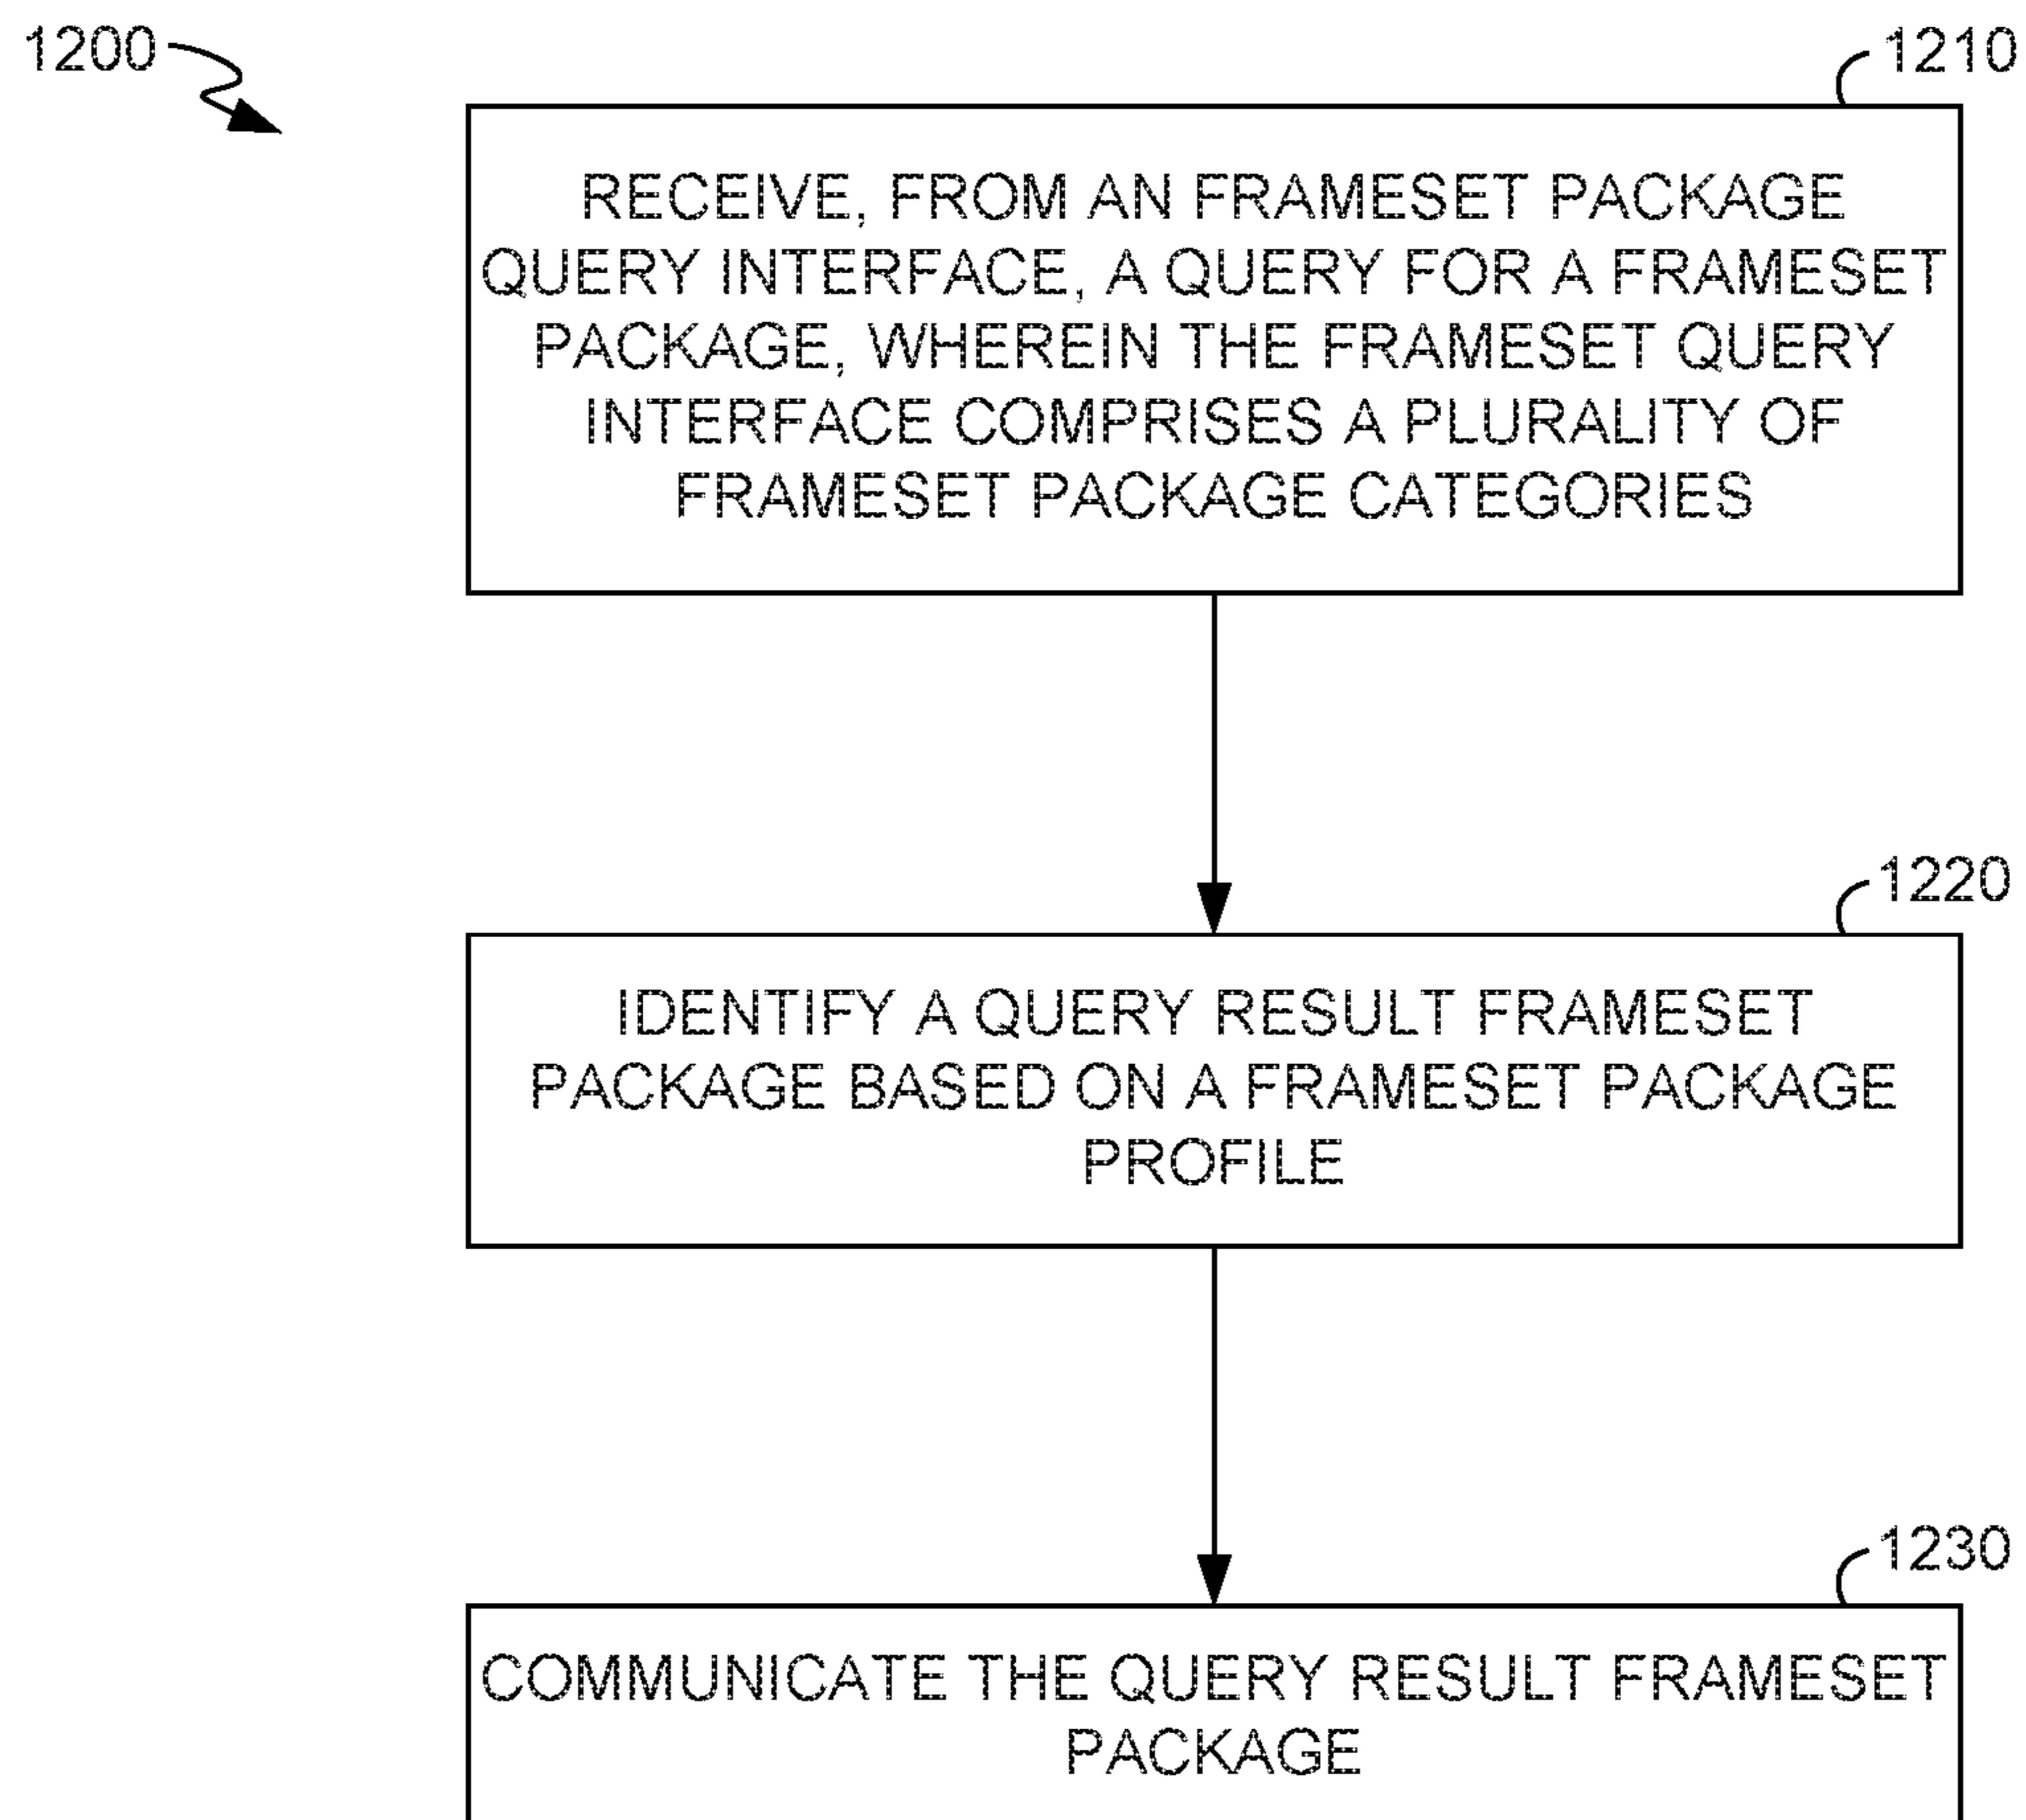 1200
1210
RECEIVE, FROM AN FRAMESET PACKAGE
QUERY INTERFACE, A QUERY FOR A FRAMESET
PACKAGE, WHEREIN THE FRAMESET QUERY
INTERFACE COMPRISES A PLURALITY OF
FRAMESET PACKAGE CATEGORIES
1220
IDENTIFY A QUERY RESULT FRAMESET
PACKAGE BASED ON A FRAMESET PACKAGE
PROFILE
1230
COMMUNICATE THE QUERY RESULT FRAMESET
PACKAGE